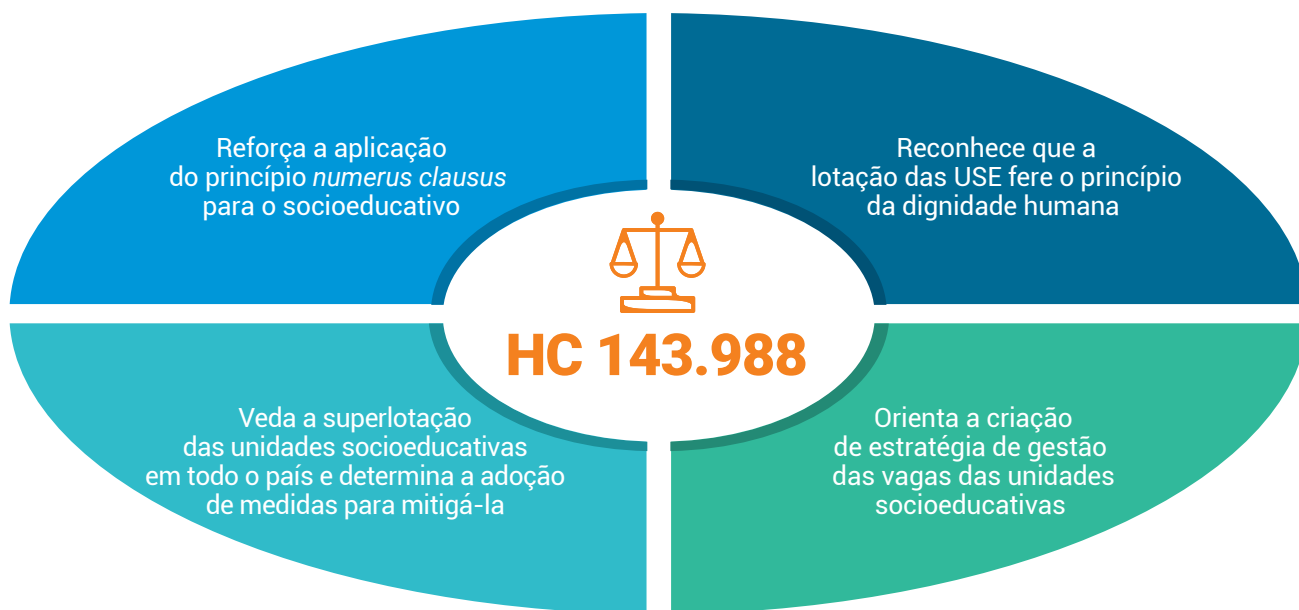 Reforça a aplicação
do princípio numerus clausus
para o socioeducativo
Reconhece que a
lotação das USE fere o princípio
da dignidade humana
HC 143.988
Veda a superlotação
das unidades socioeducativas
em todo o país e determina a adoção
de medidas para mitigá-la
Orienta a criação
de estratégia de gestão
das vagas das unidades
socioeducativas